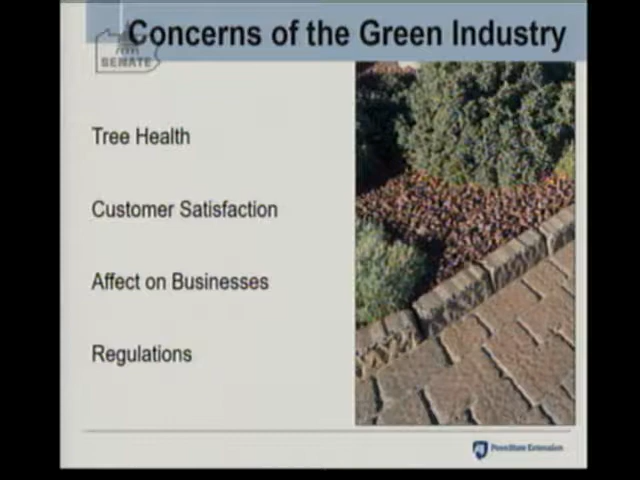 Concerns of the Green Industry
SENATE
Tree Health
Customer Satisfaction
Affect on Businesses
Regulations
PennState Extension